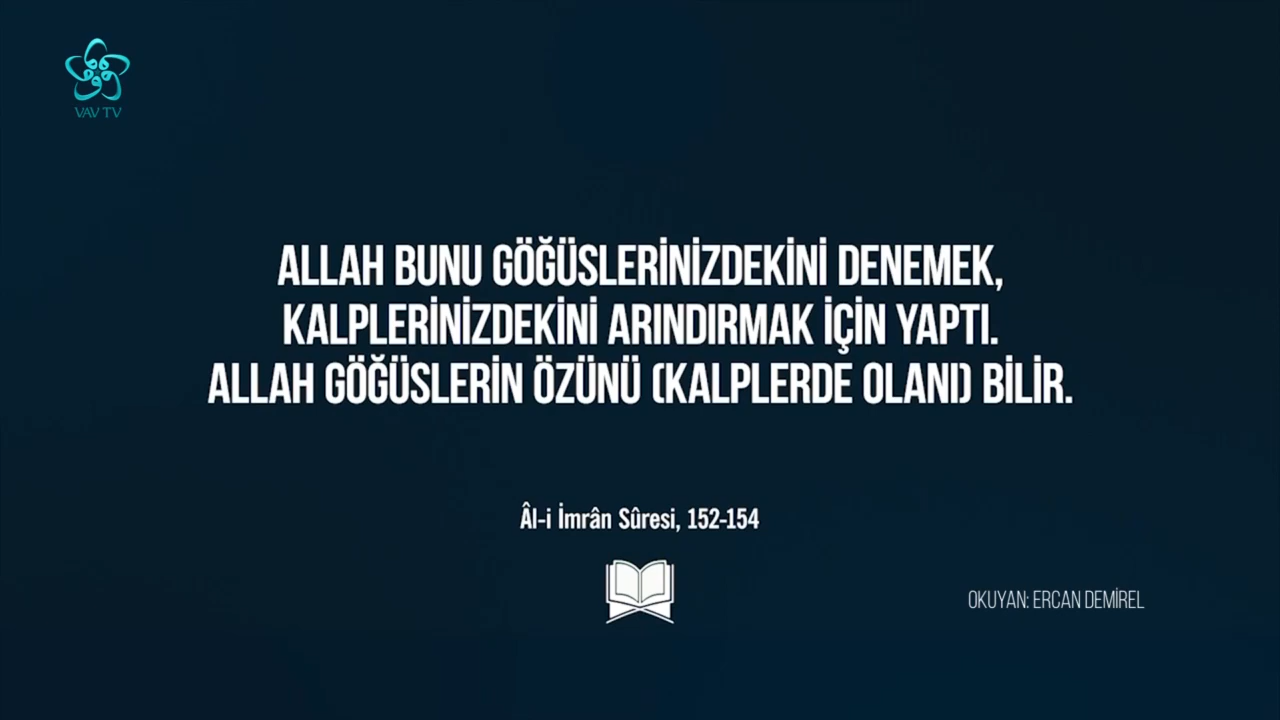 VAV TV
ALLAH BUNU GÖĞÜSLERİNİZDEKİNİ DENEMEK,
KALPLERİNİZDEKİNİ ARINDIRMAK İÇİN YAPTI.
ALLAH GÖĞÜSLERİN ÖZÜNÜ (KALPLERDE OLANI) BİLİR.
Âl-i İmrân Sûresi, 152-154
OKUYAN: ERCAN DEMİREL